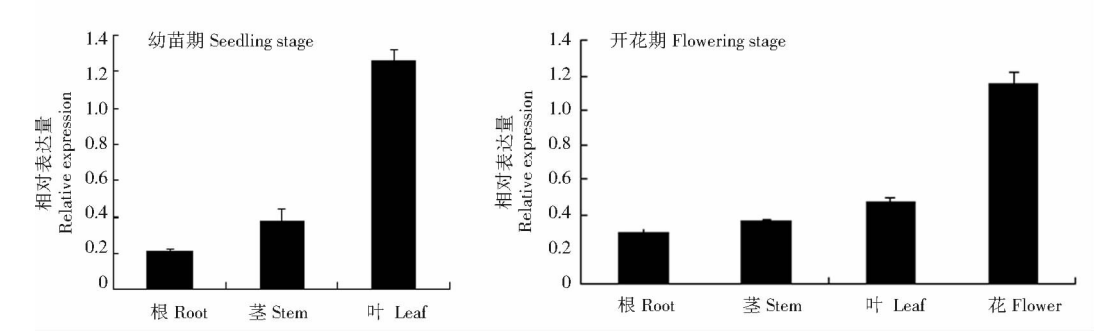 幼苗期 Seedling stage
相对表达量
Relative expression
1.4
1.2
1.0
0.8
0.6
0.4
0.2
0
根 Root
茎 Stem
叶 Leaf
开花期 Flowering stage
相对表达量
Relative expression
1.4
1.2
1.0
0.8
0.6
0.4
0.2
0
根 Root
茎 Stem
叶 Leaf
花 Flower